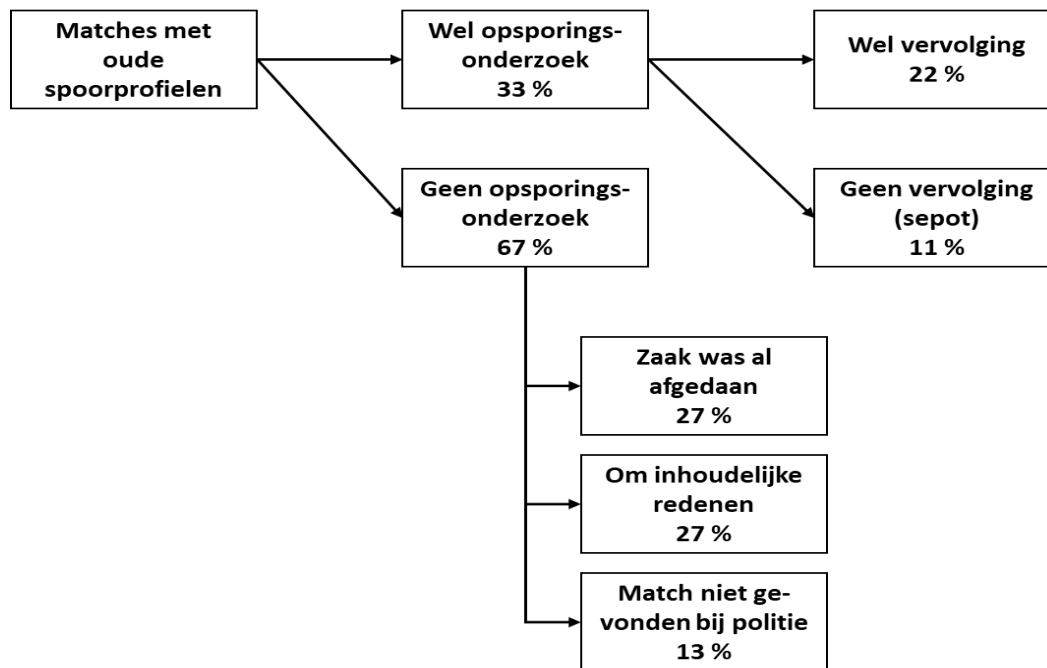 Matches met
oude
spoorprofielen
Wel opsporings-
onderzoek
33 %
Wel vervolging
22 %
Geen opsporings-
onderzoek
67 %
Geen vervolging
(sepot)
11 %
Zaak was al
afgedaan
27 %
Om inhoudelijke
redenen
27 %
Match niet ge-
vonden bij politie
13 %